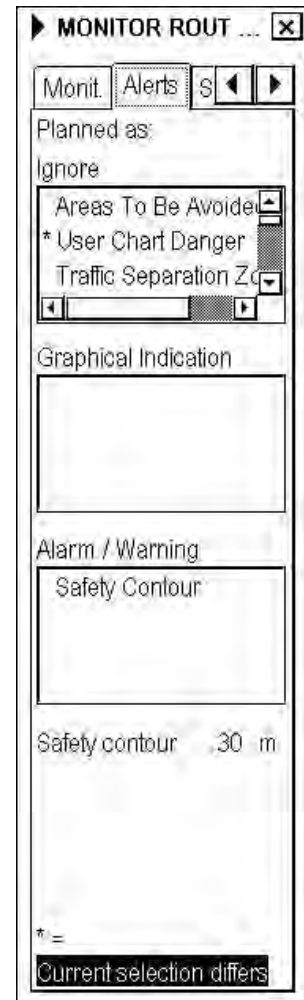 MONITOR ROUT ...
Monit. Alerts S
Planned as:
Ignore
Areas To Be Avoided
* User Chart Danger
Traffic Separation Zo
Graphical Indication
Alarm / Warning
Safety Contour
Safety contour 30 m
* =
Current selection differs